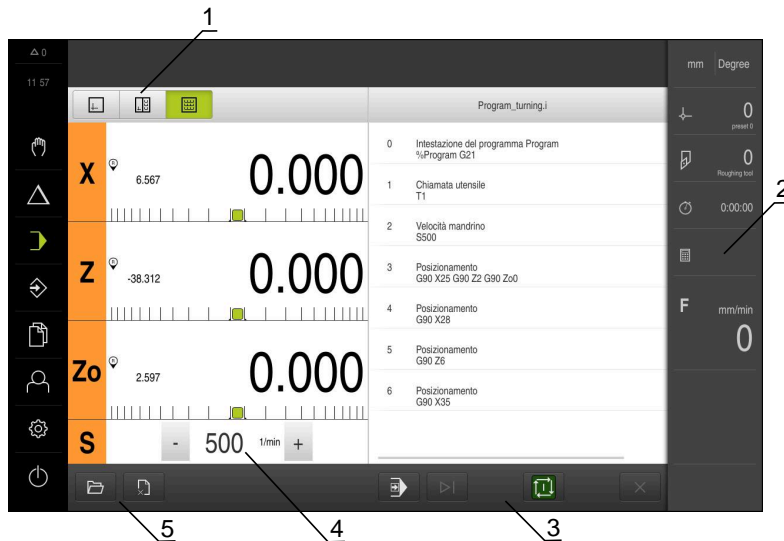 1
0
11 57
mm Degree
Program_turning.i
0
preset 0
0
Roughing tool
0:00:00
2
F mm/min
0
X R 6.567 0.000
Z R -38.312 0.000
Zo R 2.597 0.000
S - 500 1/min +
0 Intestazione del programma Program
%Program G21
1 Chiamata utensile
T1
2 Velocità mandrino
S500
3 Posizionamento
G90 X25 G90 Z2 G90 Zo0
4 Posizionamento
G90 X28
5 Posizionamento
G90 Z6
6 Posizionamento
G90 X35
5
4
3